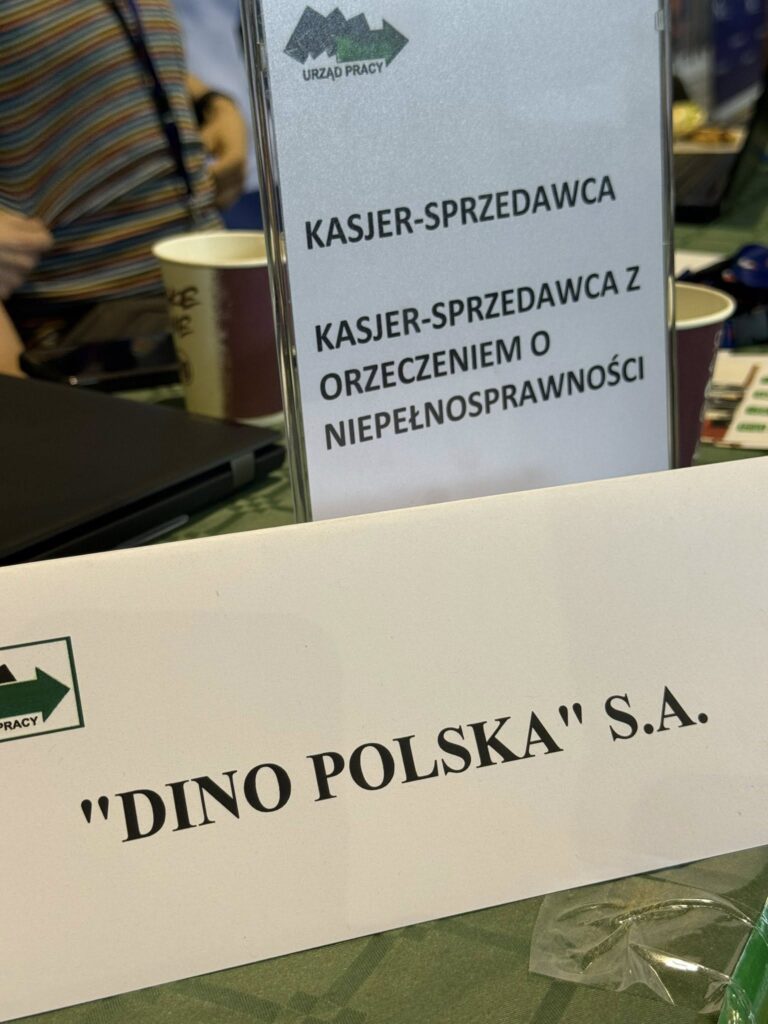 URZĄD PRACY
KASJER-SPRZEDAWCA
KASJER-SPRZEDAWCA Z
ORZECZENIEM O
NIEPEŁNOSPRAWNOŚCI
PRACY
"DINO POLSKA" S.A.